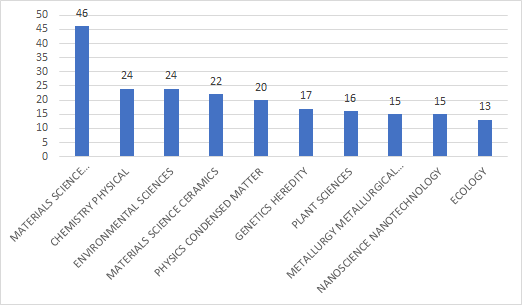 50
45
40
35
30
25
20
15
10
5
0
46
24
24
22
20
17
16
15
15
13
MATERIALS SCIENCE...
CHEMISTRY PHYSICAL
ENVIRONMENTAL SCIENCES
MATERIALS SCIENCE CERAMICS
PHYSICS CONDENSED MATTER
GENETICS HEREDITY
PLANT SCIENCES
METALLURGY METALLURGICAL...
NANOSCIENCE NANOTECHNOLOGY
ECOLOGY